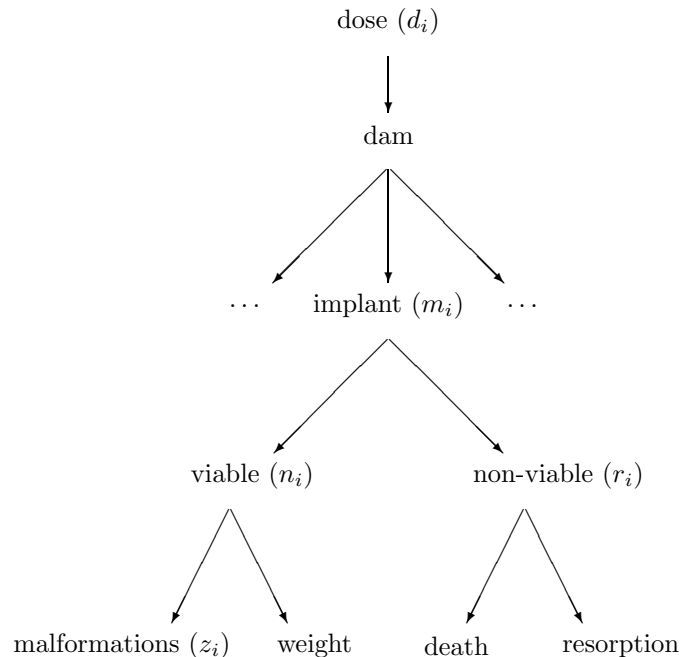 dose (d_i)
dam
⋯ implant (m_i) ⋯
viable (n_i) non-viable (r_i)
malformations (z_i) weight death resorption